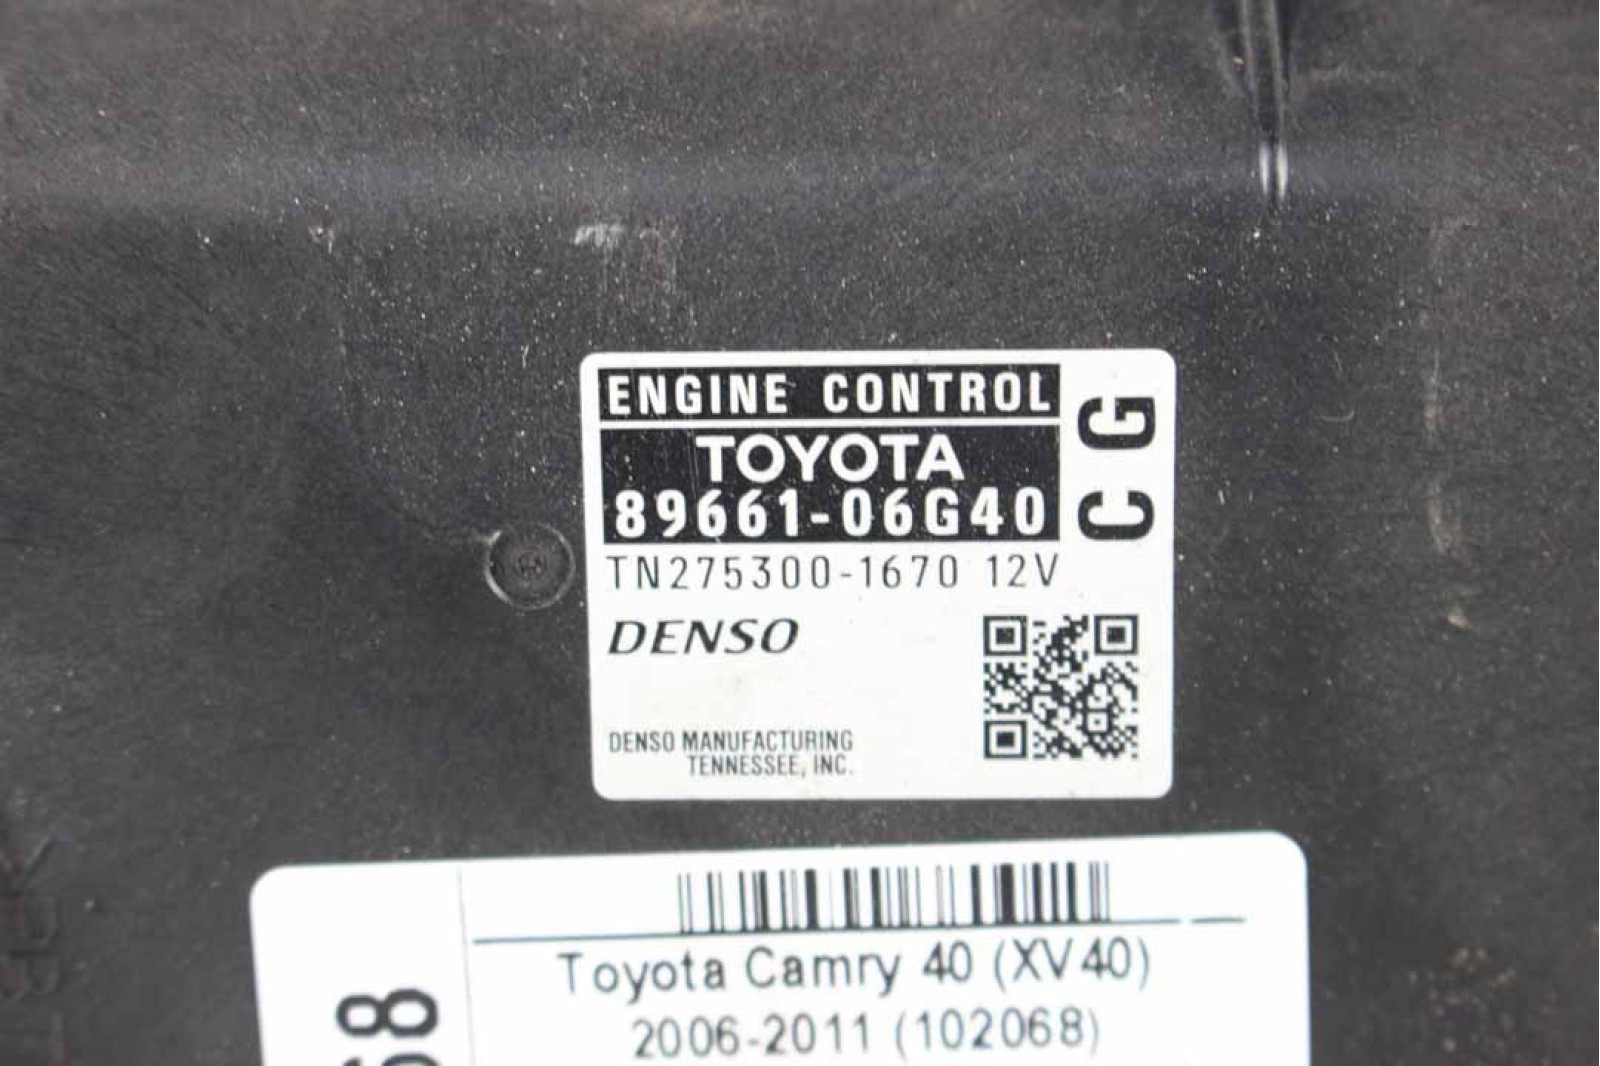 ENGINE CONTROL
TOYOTA
89661-06G40
CG
TN275300-1670 12V
DENSO
DENSO MANUFACTURING
TENNESSEE, INC.
Toyota Camry 40 (XV40)
2006-2011 (102068)
68